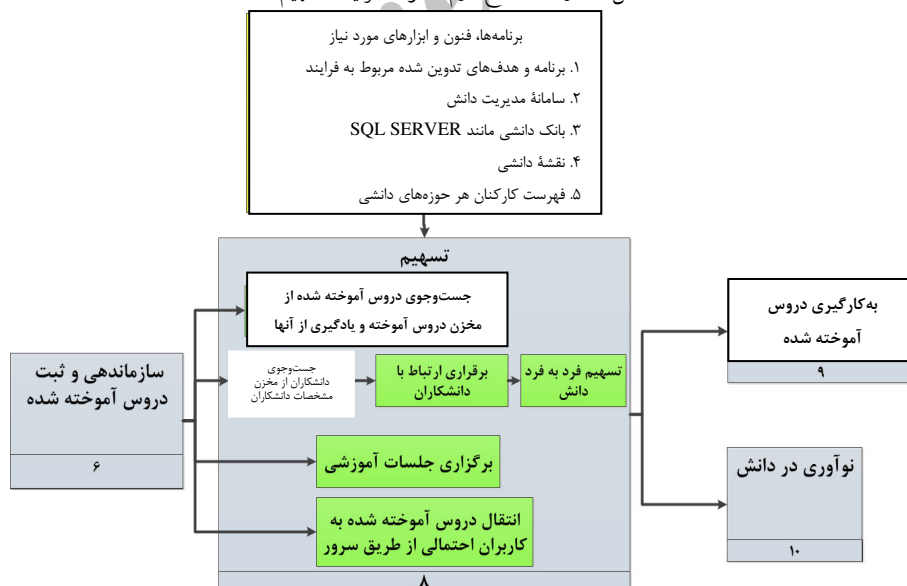 برنامه‌ها، فنون و ابزارهای مورد نیاز
۱. برنامه و هدف‌های تدوین شده مربوط به فرایند
۲. سامانهٔ مدیریت دانش
۳. بانک دانشی مانند SQL SERVER
۴. نقشهٔ دانشی
۵. فهرست کارکنان هر حوزه‌های دانشی
تسهیم
جست‌وجوی دروس آموخته شده از
مخزن دروس آموخته و یادگیری از آنها
به‌کارگیری دروس
آموخته شده
۹
سازماندهی و ثبت
دروس آموخته شده
۶
جست‌وجوی
دانشکاران از مخزن
مشخصات دانشکاران
برقراری ارتباط با
دانشکاران
تسهیم فرد به فرد
دانش
برگزاری جلسات آموزشی
نوآوری در دانش
۱۰
انتقال دروس آموخته شده به
کاربران احتمالی از طریق سرور
۸